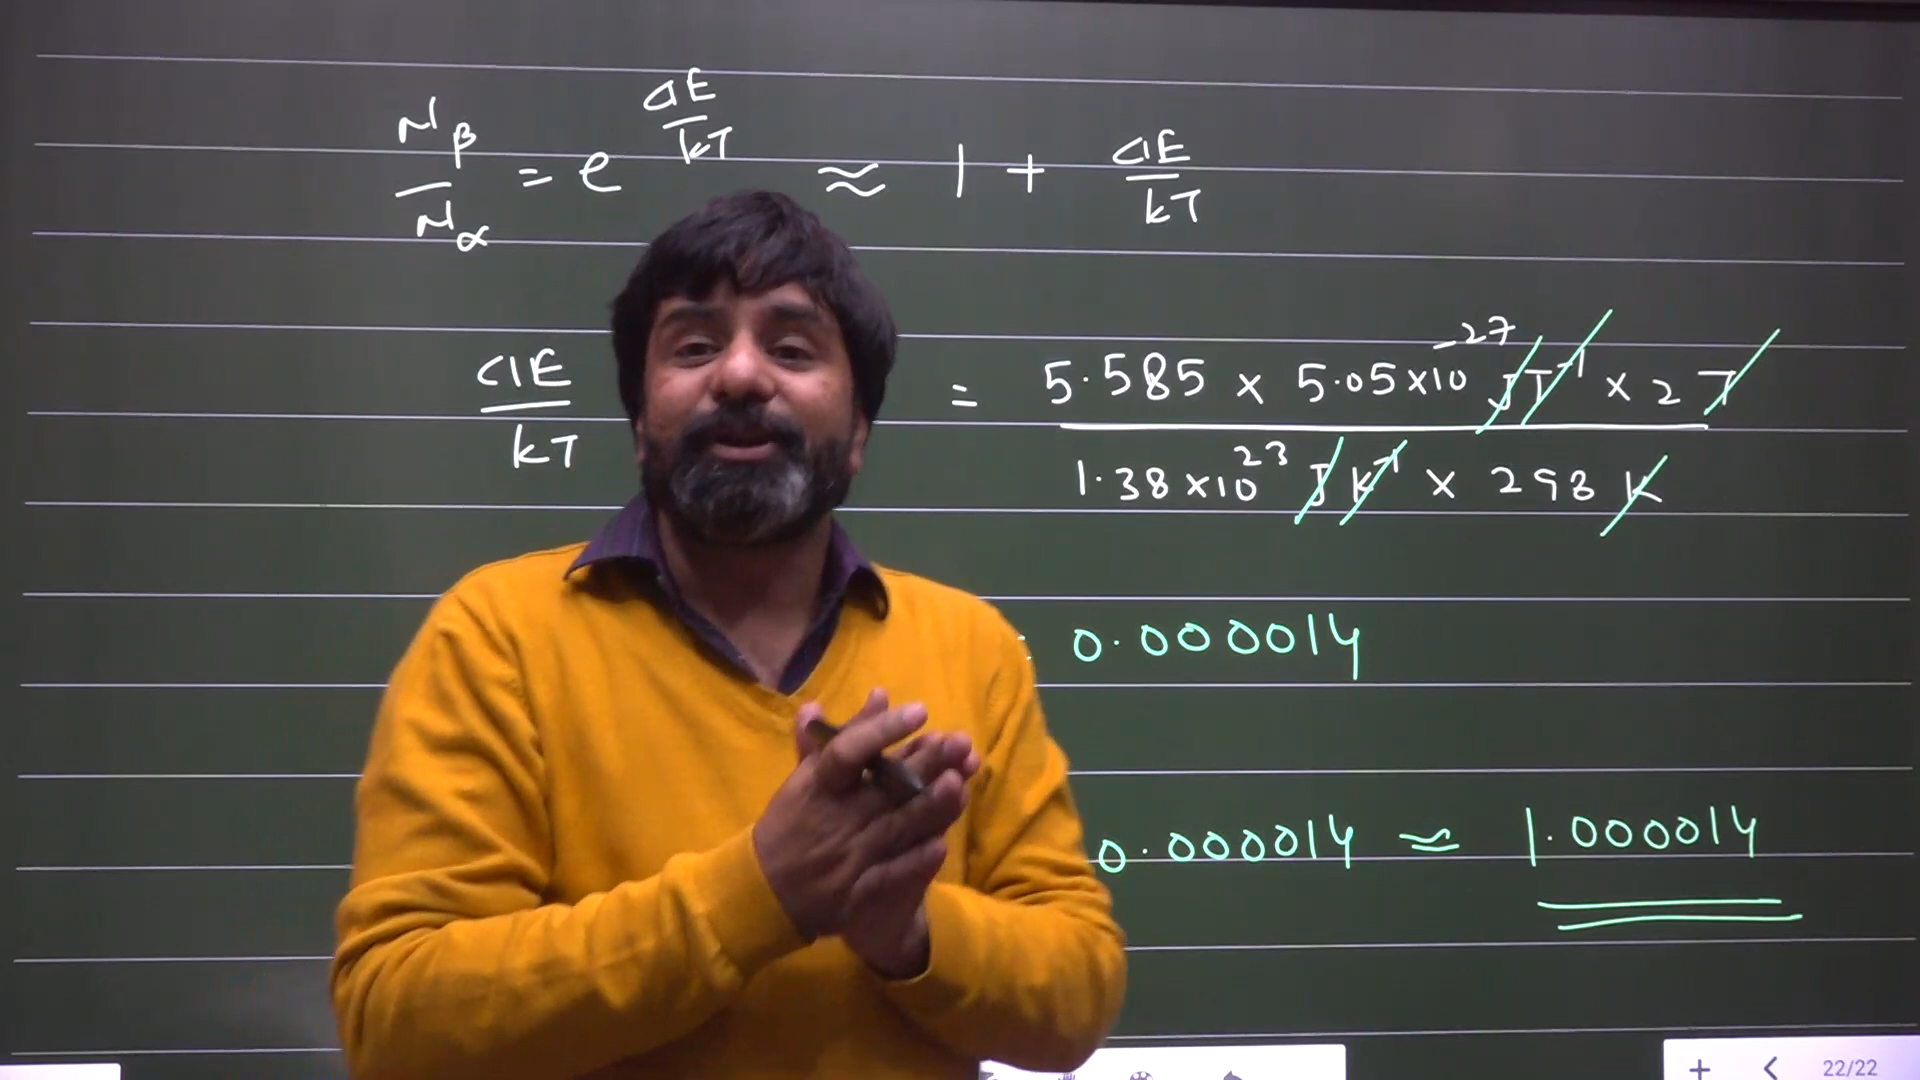 Nβ/Nα = e^(ΔE/kT) ≈ 1 + ΔE/kT
ΔE/kT = (5.585 × 5.05×10^-27 JT^-1 × 2T)/(1.38×10^23 JK^-1 × 298 K)
0.000014
0.000014 ≈ 1.000014
+ < 22/22